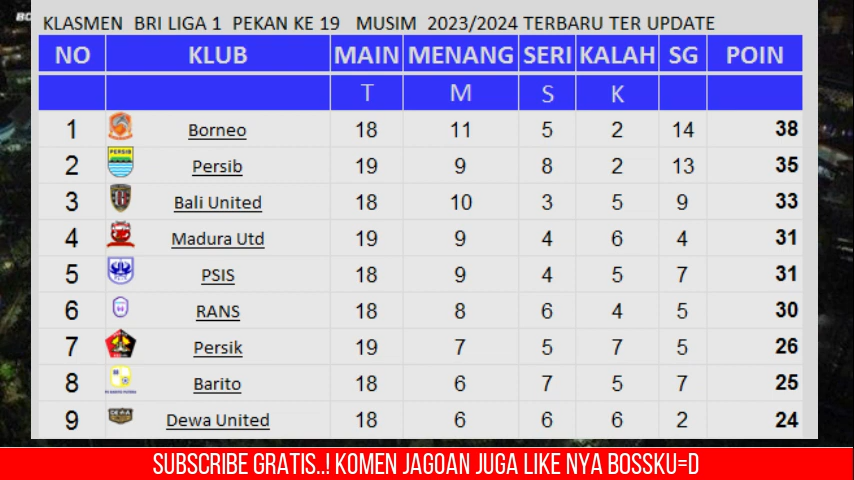 KLASMEN BRI LIGA 1 PEKAN KE 19 MUSIM 2023/2024 TERBARU TER UPDATE
NO KLUB MAIN MENANG SERI KALAH SG POIN
T M S K
1 Borneo 18 11 5 2 14 38
2 PERSIB Persib 19 9 8 2 13 35
3 Bali United 18 10 3 5 9 33
4 Madura Utd 19 9 4 6 4 31
5 PSIS 18 9 4 5 7 31
6 RANS 18 8 6 4 5 30
7 Persik 19 7 5 7 5 26
8 Barito 18 6 7 5 7 25
9 DEWA Dewa United 18 6 6 6 2 24
SUBSCRIBE GRATIS..! KOMEN JAGOAN JUGA LIKE NYA BOSSKU=D